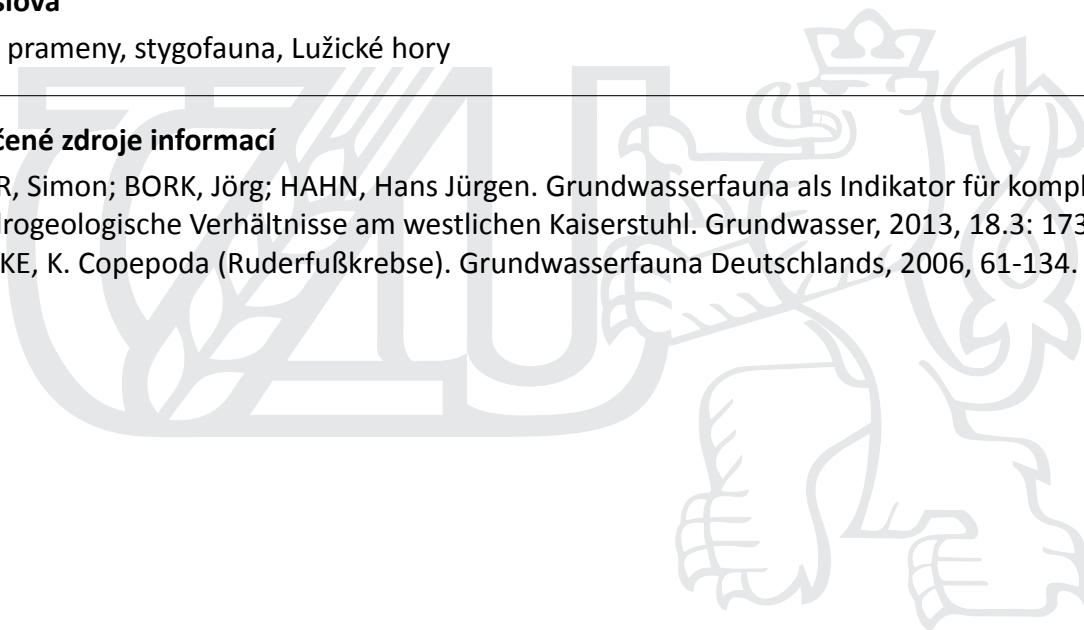 slova
prameny, stygofauna, Lužické hory
čené zdroje informací
R, Simon; BORK, Jörg; HAHN, Hans Jürgen. Grundwasserfauna als Indikator für kompl
drogeologische Verhältnisse am westlichen Kaiserstuhl. Grundwasser, 2013, 18.3: 173
KE, K. Copepoda (Ruderfußkrebse). Grundwasserfauna Deutschlands, 2006, 61-134.